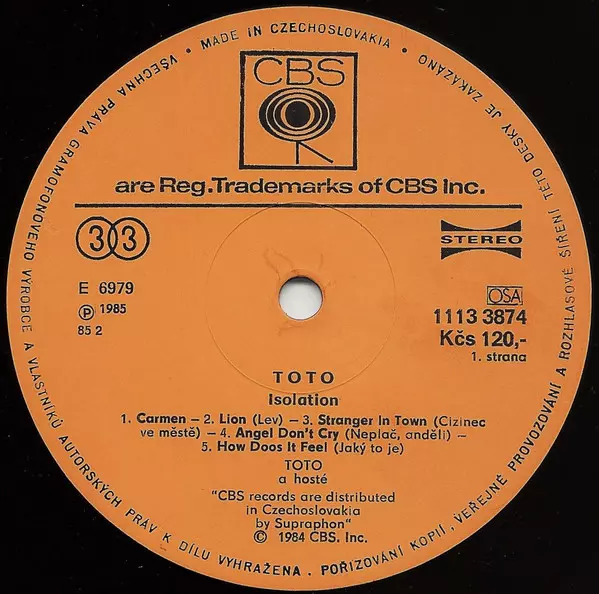 VŠECHNA PRÁVA GRAMOFONOVÉHO VÝROBCE A VLASTNÍKŮ AUTORSKÝCH PRÁV K DÍLU VYHRAŽENA . POŘIZOVÁNÍ KOPIÍ , VEŘEJNÉ PROVOZOVÁNÍ A ROZHLASOVÉ ŠÍŘENÍ TÉTO DESKY JE ZAKÁZÁNO
• MADE IN CZECHOSLOVAKIA •
CBS
are Reg.Trademarks of CBS Inc.
33
STEREO
E 6979
Ⓟ 1985
85 2
OSA
1113 3874
Kčs 120,-
1. strana
TOTO
Isolation
1. Carmen – 2. Lion (Lev) – 3. Stranger In Town (Cizinec
ve městě) – 4. Angel Don't Cry (Neplač, anděli) –
5. How Doos It Feel (Jaký to je)
TOTO
a hosté
"CBS records are distributed
in Czechoslovakia
by Supraphon"
© 1984 CBS. Inc.